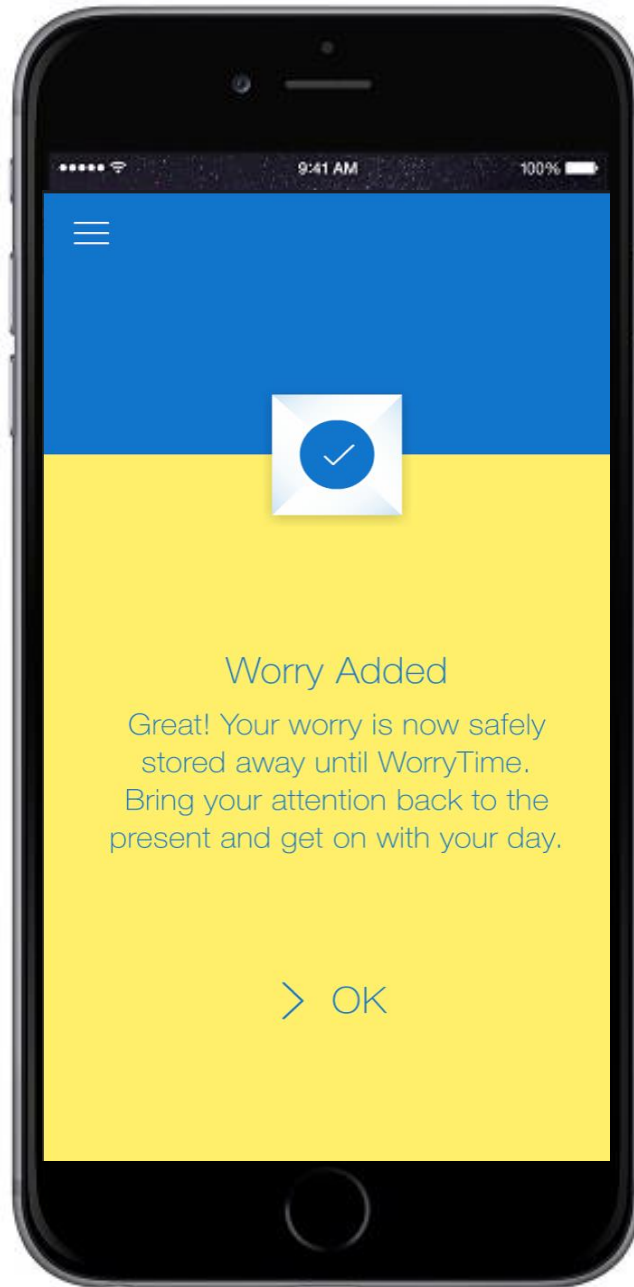 9:41 AM
100%
Worry Added
Great! Your worry is now safely
stored away until WorryTime.
Bring your attention back to the
present and get on with your day.
OK